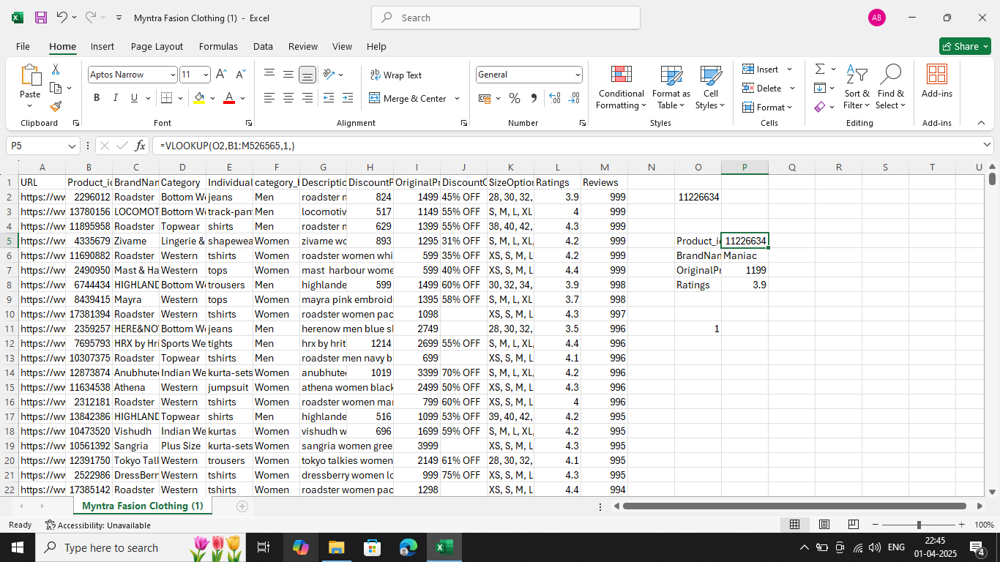 Myntra Fasion Clothing (1) - Excel
Search
AB
File Home Insert Page Layout Formulas Data Review View Help
Share
Paste
Clipboard
Aptos Narrow 11
B I U
Font
Wrap Text
Merge & Center
Alignment
General
Number
Conditional Formatting
Format as Table
Cell Styles
Styles
Insert
Delete
Format
Cells
Sort & Filter
Find & Select
Editing
Add-ins
Add-ins
P5 fx =VLOOKUP(O2,B1:M526565,1,)
A B C D E F G H I J K L M N O P Q R S T U
1 URL Product_i BrandNan Category Individual category_ Descriptic DiscountP OriginalPr DiscountO SizeOption Ratings Reviews
2 https://ww 2296012 Roadster Bottom We jeans Men roadster n 824 1499 45% OFF 28, 30, 32, 3.9 999 11226634
3 https://ww 13780156 LOCOMOT Bottom We track-pan Men locomotiv 517 1149 55% OFF S, M, L, XL 4 999
4 https://ww 11895958 Roadster Topwear shirts Men roadster n 629 1399 55% OFF 38, 40, 42, 4.3 999
5 https://ww 4335679 Zivame Lingerie & shapewea Women zivame wo 893 1295 31% OFF S, M, L, XL, 4.2 999 Product_i 11226634
6 https://ww 11690882 Roadster Western tshirts Women roadster women whi 599 35% OFF XS, S, M, L 4.2 999 BrandNan Maniac
7 https://ww 2490950 Mast & Ha Western tops Women mast harbour wome 599 40% OFF XS, S, M, L 4.4 999 OriginalPr 1199
8 https://ww 6744434 HIGHLAND Bottom We trousers Men highlande 599 1499 60% OFF 30, 32, 34, 3.9 998 Ratings 3.9
9 https://ww 8439415 Mayra Western tops Women mayra pink embroid 1395 58% OFF S, M, L, XL 3.7 998
10 https://ww 17381394 Roadster Western tshirts Women roadster women pac 1098 XS, S, M, L 4.3 997
11 https://ww 2359257 HERE&NO Bottom We jeans Men herenow men blue sl 2749 28, 30, 32, 3.5 996 1
12 https://ww 7695793 HRX by Hri Sports We tights Men hrx by hrit 1214 2699 55% OFF S, M, L, XL, 4.4 996
13 https://ww 10307375 Roadster Topwear tshirts Men roadster men navy b 699 XS, S, M, L 4.1 996
14 https://ww 12873874 Anubhute Indian We kurta-sets Women anubhute 1019 3399 70% OFF S, M, L, XL, 4.2 996
15 https://ww 11634538 Athena Western jumpsuit Women athena women black 2499 50% OFF XS, S, M, L 4.3 996
16 https://ww 2312181 Roadster Western tshirts Women roadster women mar 799 60% OFF XS, S, M, L 4 996
17 https://ww 13842386 HIGHLAND Topwear shirts Men highlande 516 1099 53% OFF 39, 40, 42, 4.2 995
18 https://ww 10473520 Vishudh Indian We kurtas Women vishudh w 696 1699 59% OFF S, M, L, XL, 4.2 995
19 https://ww 10561392 Sangria Plus Size kurta-sets Women sangria women gree 3999 XS, S, M, L 4.3 995
20 https://ww 12391750 Tokyo Tall Western trousers Women tokyo talkies women 2149 61% OFF 28, 30, 32, 4.1 995
21 https://ww 2522986 DressBerr Western tshirts Women dressberry women lo 999 75% OFF XS, S, M, L 4.3 995
22 https://ww 17385142 Roadster Western tshirts Women roadster women pac 1298 XS, S, M, L 4.4 994
Myntra Fasion Clothing (1)
Ready Accessibility: Unavailable 100%
Type here to search
ENG
22:45
01-04-2025
4